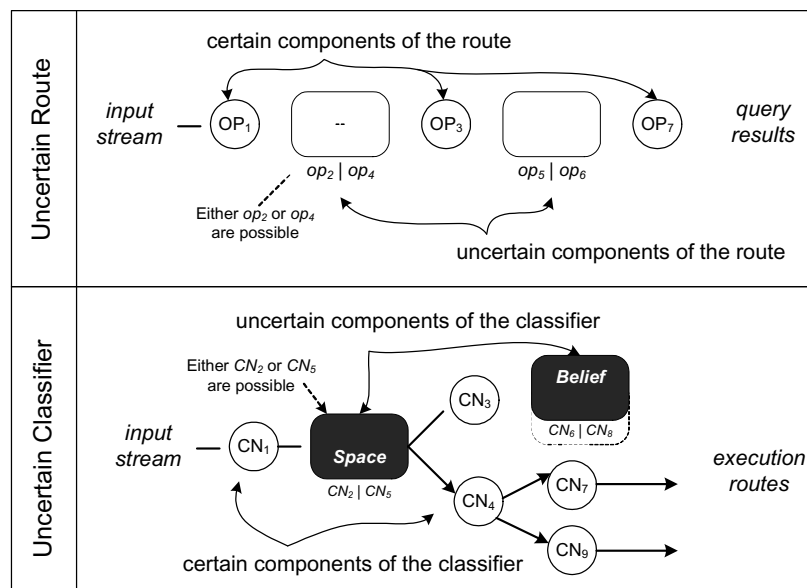 Uncertain Route
certain components of the route
input
stream
OP1
--
OP3
OP7
query
results
op2 | op4
op5 | op6
Either op2 or op4
are possible
uncertain components of the route
Uncertain Classifier
uncertain components of the classifier
Either CN2 or CN5
are possible
Belief
CN6 | CN8
CN3
input
stream
CN1
Space
CN2 | CN5
CN4
CN7
execution
routes
certain components of the classifier
CN9